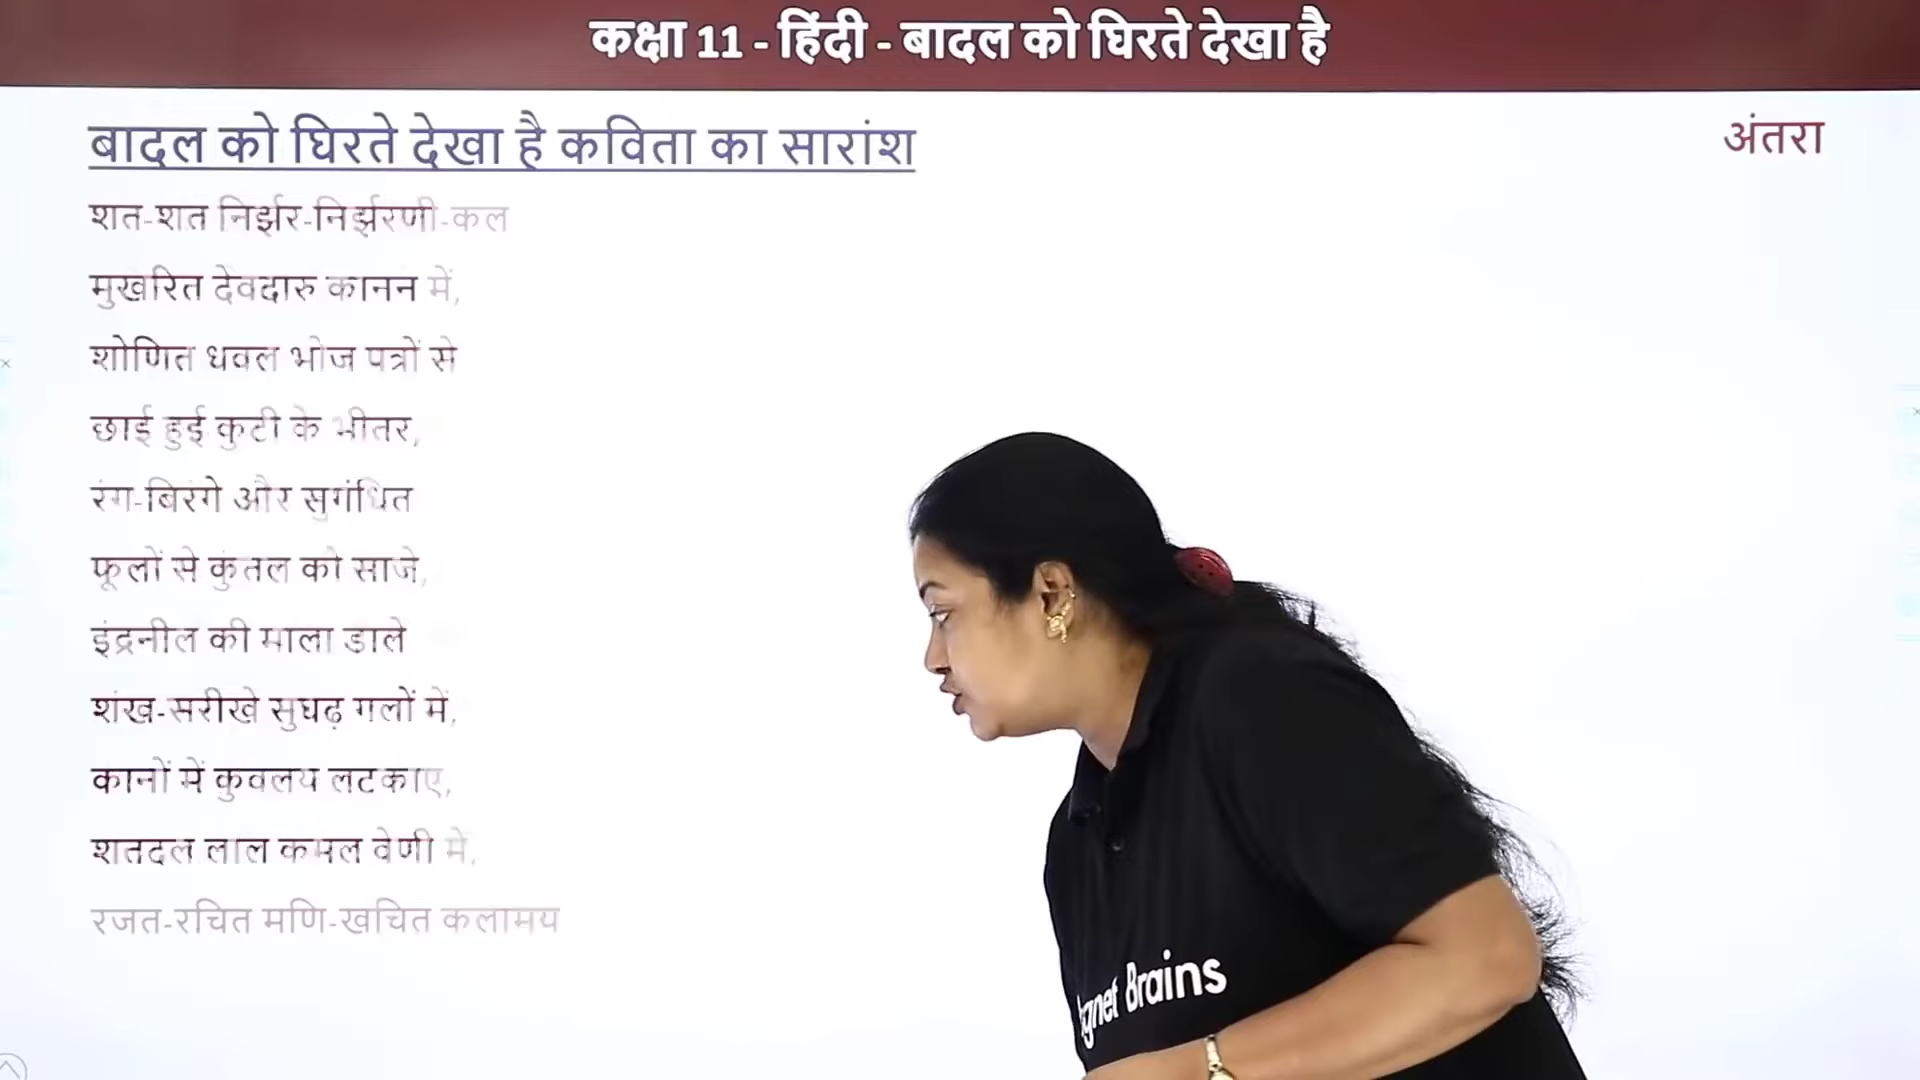 कक्षा 11 - हिंदी - बादल को घिरते देखा है
बादल को घिरते देखा है कविता का सारांश
अंतरा
शत-शत निर्झर-निर्झरणी-कल
मुखरित देवदारु कानन में,
शोणित धवल भोज पत्रों से
छाई हुई कुटी के भीतर,
रंग-बिरंगे और सुगंधित
फूलों से कुंतल को साजे,
इंद्रनील की माला डाले
शंख-सरीखे सुघढ़ गलों में,
कानों में कुवलय लटकाए,
शतदल लाल कमल वेणी में,
रजत-रचित मणि-खचित कलामय
Brains